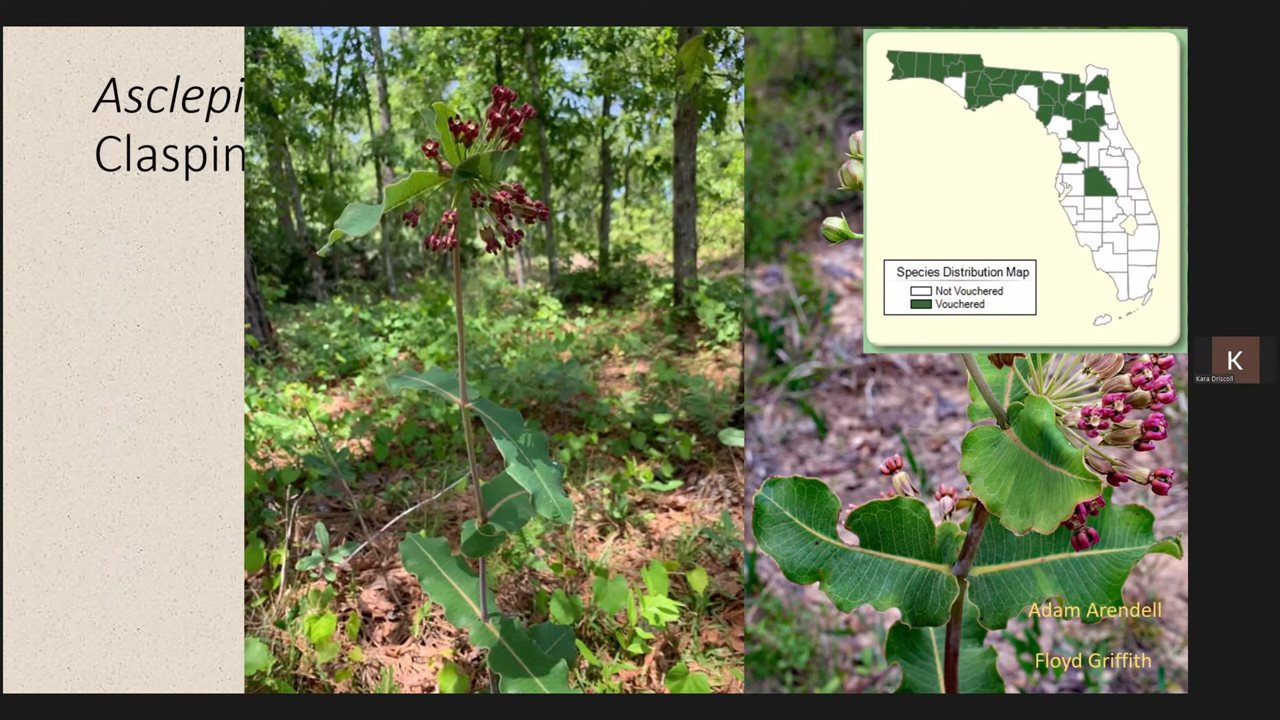 Asclepi
Claspin
Species Distribution Map
Not Vouchered
Vouchered
Adam Arendell
Floyd Griffith
K
Kara Driscoll